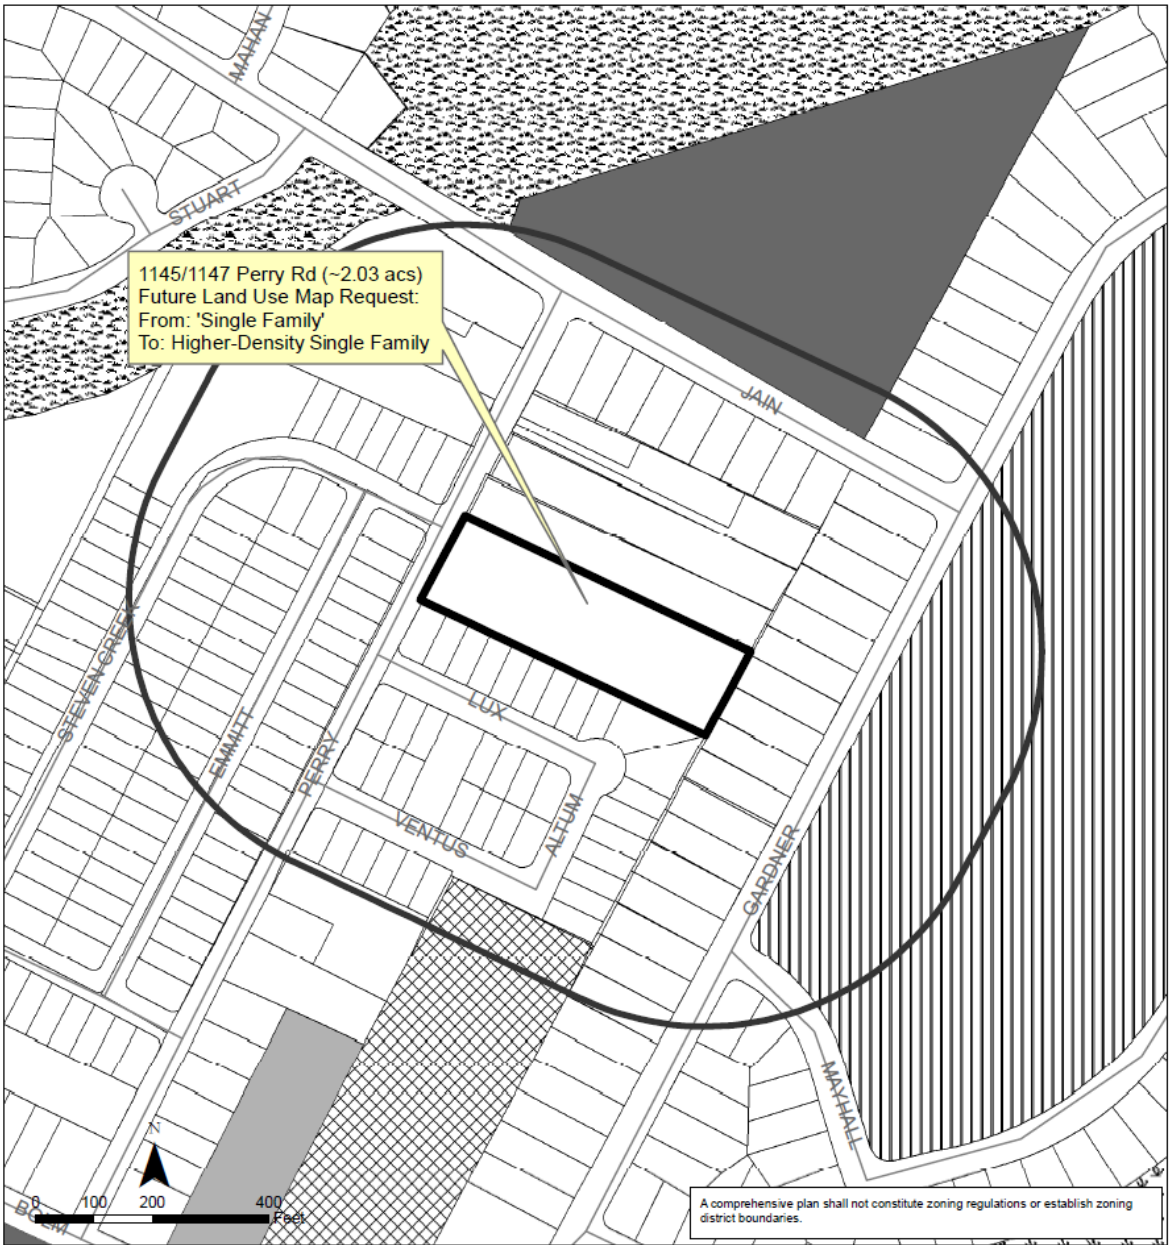 MAHAN
STUART
1145/1147 Perry Rd (~2.03 acs)
Future Land Use Map Request:
From: 'Single Family'
To: Higher-Density Single Family
JAIN
STEVEN CREEK
EMMITT
PERRY
LUX
VENTUS
ALTUM
GARDNER
MAYHALL
N
0 100 200 400
Feet
BOLM
A comprehensive plan shall not constitute zoning regulations or establish zoning
district boundaries.